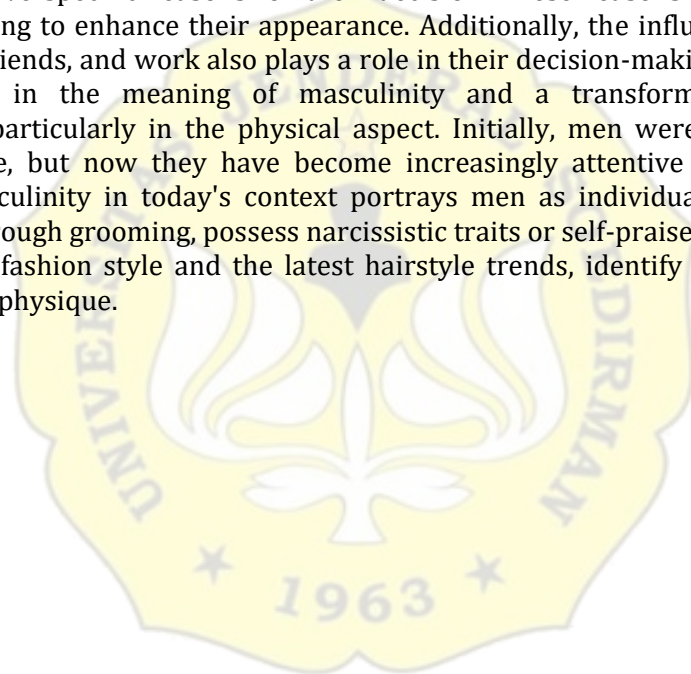 ing to enhance their appearance. Additionally, the influ
iends, and work also plays a role in their decision-maki
in the meaning of masculinity and a transform
particularly in the physical aspect. Initially, men were
e, but now they have become increasingly attentive
culinity in today's context portrays men as individua
rough grooming, possess narcissistic traits or self-praise
fashion style and the latest hairstyle trends, identify
physique.
UNIVERSITAS JENDERAL SOEDIRMAN
1963